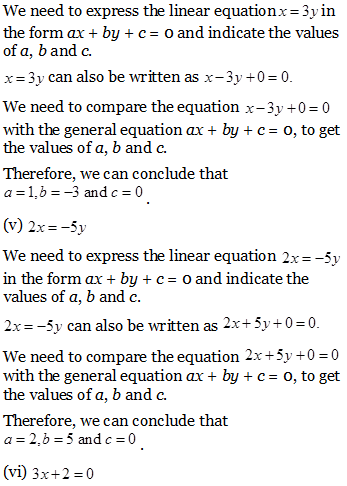 We need to express the linear equation x = 3y in
the form ax + by + c = 0 and indicate the values
of a, b and c.
x = 3y can also be written as x − 3y + 0 = 0.
We need to compare the equation x − 3y + 0 = 0
with the general equation ax + by + c = 0, to get
the values of a, b and c.
Therefore, we can conclude that
a = 1, b = −3 and c = 0 .
(v) 2x = −5y
We need to express the linear equation 2x = −5y
in the form ax + by + c = 0 and indicate the
values of a, b and c.
2x = −5y can also be written as 2x + 5y + 0 = 0.
We need to compare the equation 2x + 5y + 0 = 0
with the general equation ax + by + c = 0, to get
the values of a, b and c.
Therefore, we can conclude that
a = 2, b = 5 and c = 0 .
(vi) 3x + 2 = 0